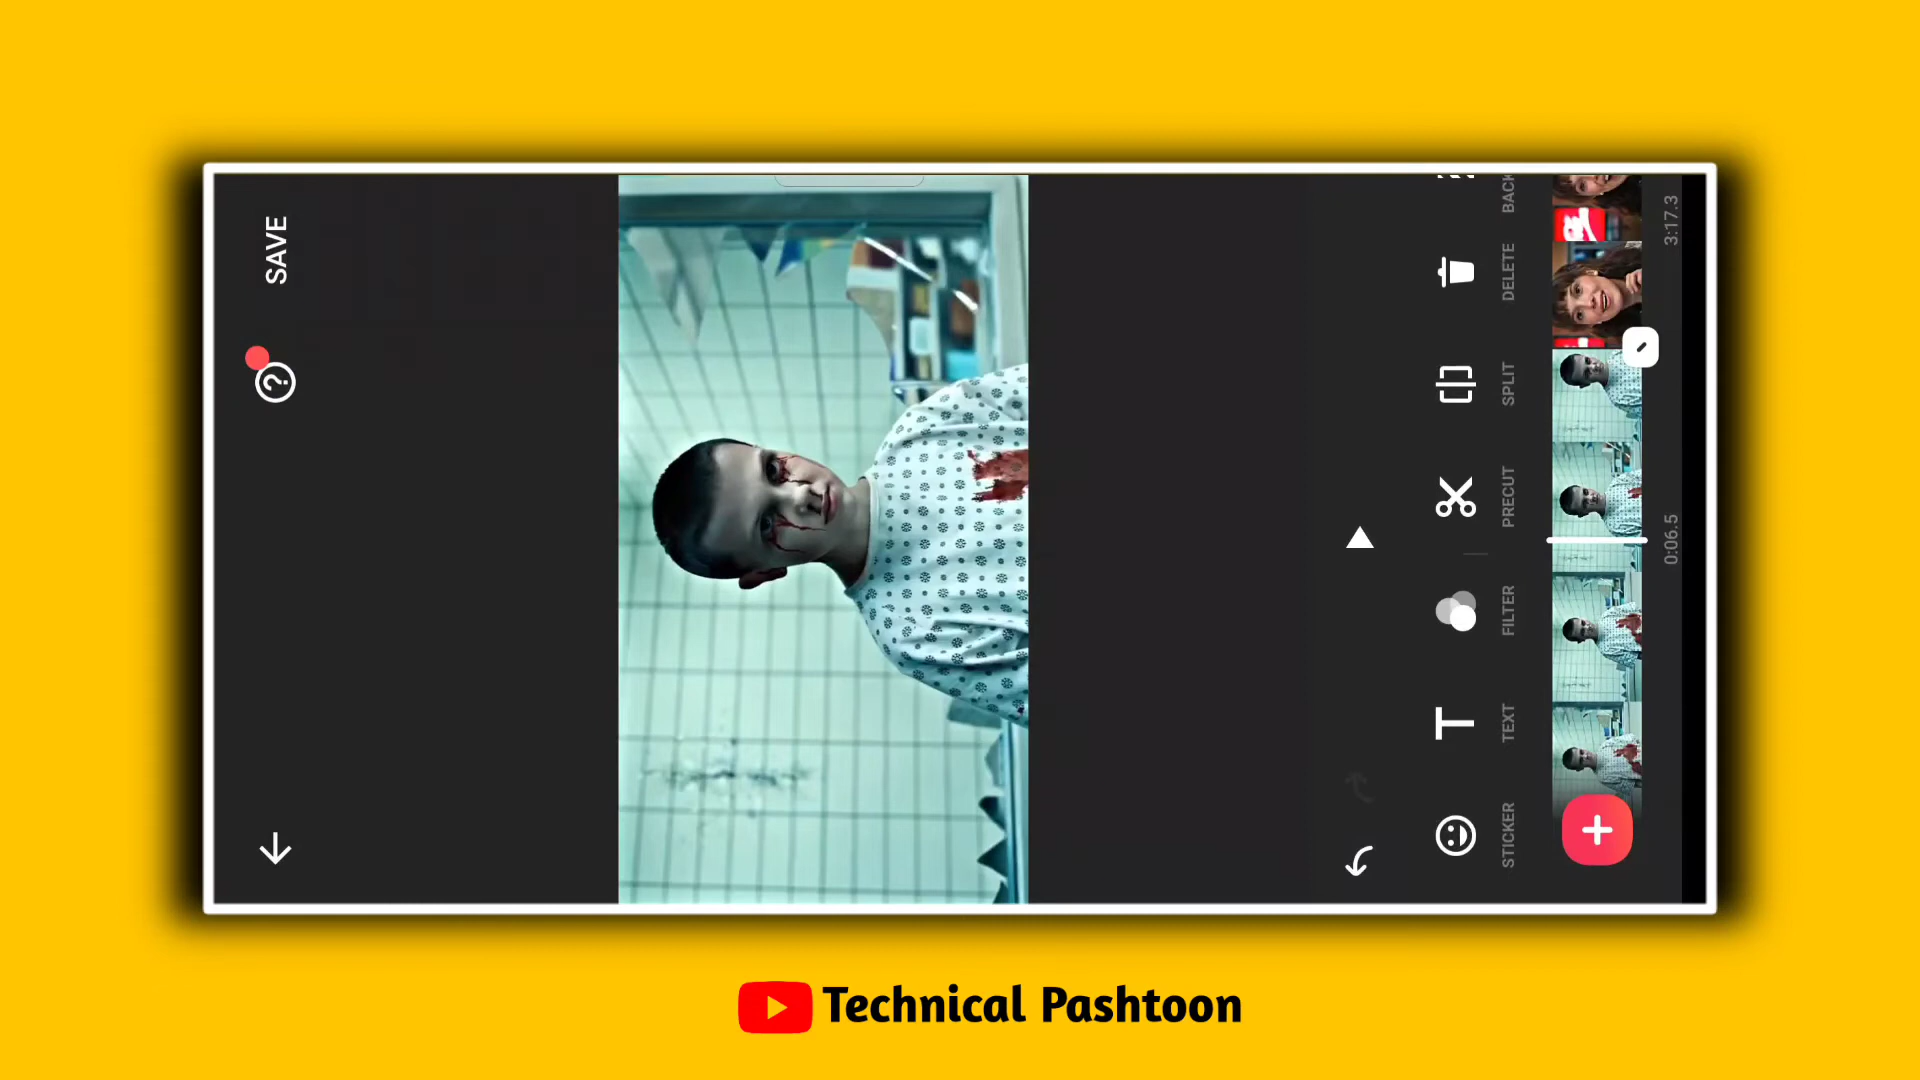 SAVE
BACK
DELETE
SPLIT
PRECUT
FILTER
TEXT
STICKER
3:17.3
0:06.5
Technical Pashtoon